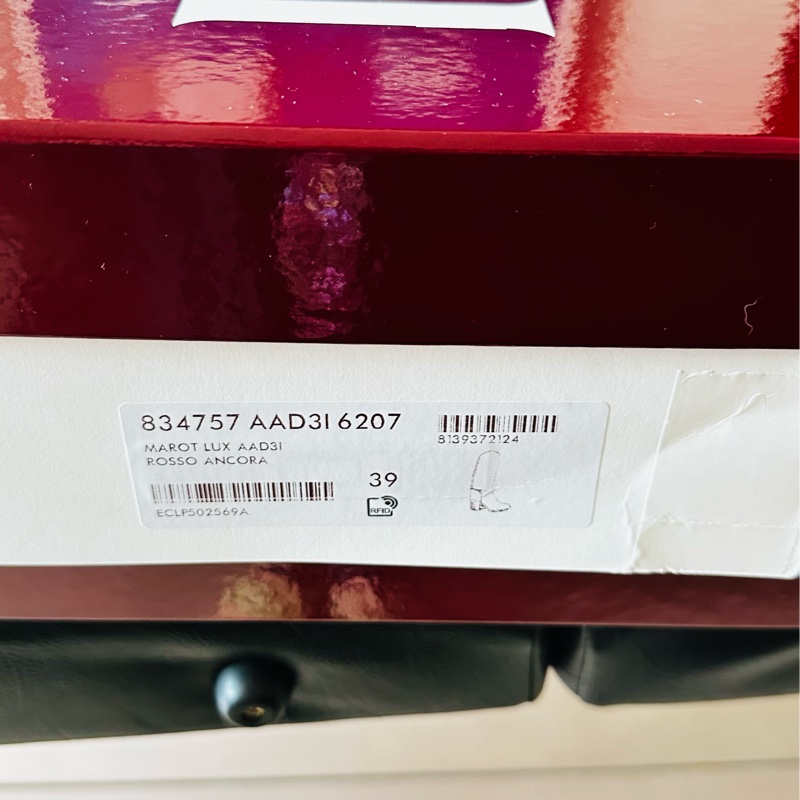 834757 AAD3I 6207
MAROT LUX AAD3I
ROSSO ANCORA
8139372124
39
ECLP502569A
RFID